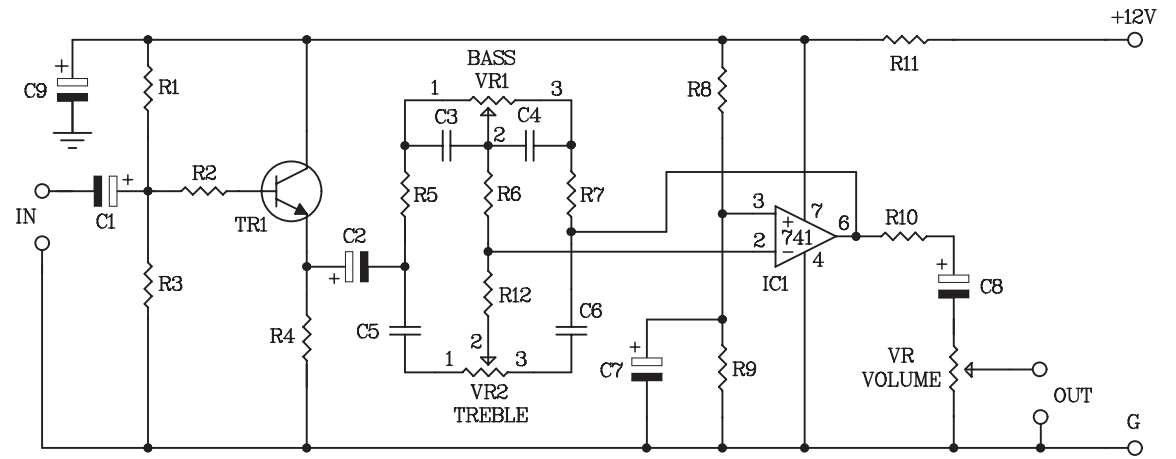 +12V
BASS
VR1
1
3
R11
C9
+
R1
R8
C3
C4
2
R2
R5
R6
R7
IN
+
C1
TR1
3
7
+
741
6
R10
2
−
4
IC1
C2
+
R3
R12
C5
C6
+
C8
R4
2
1
3
+
C7
R9
VR
VOLUME
VR2
TREBLE
OUT
G